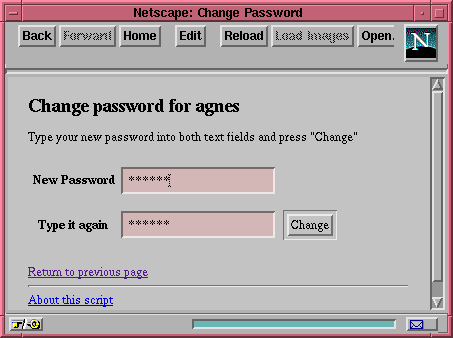 Netscape: Change Password
Back Forward Home Edit Reload Load Images Open.
N
Change password for agnes
Type your new password into both text fields and press "Change"
New Password ******
Type it again ****** Change
Return to previous page
About this script